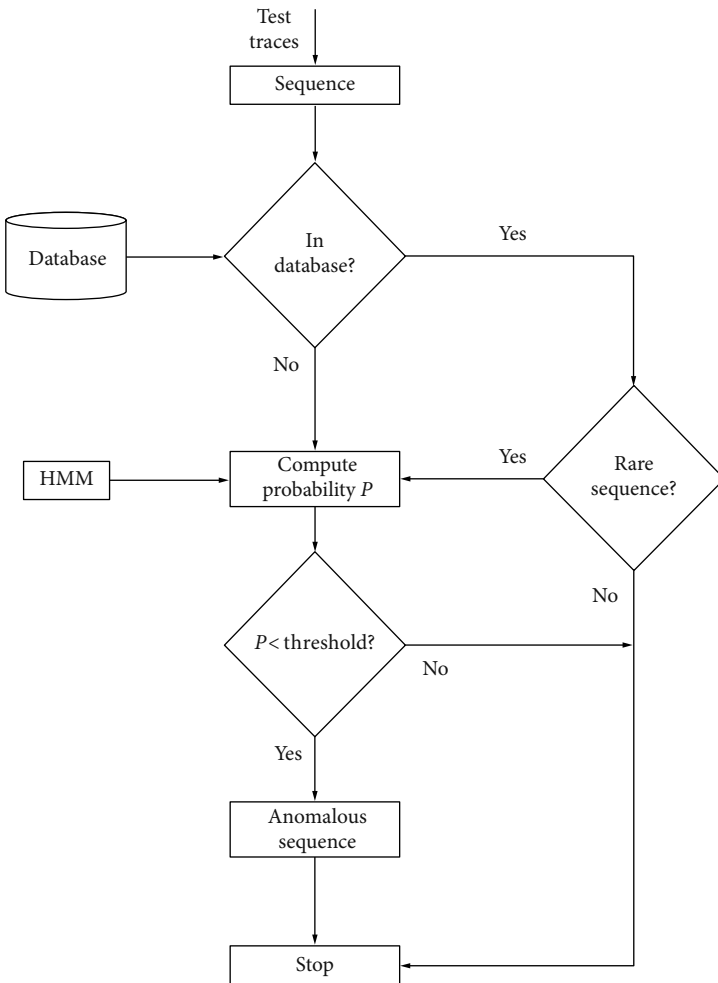 Test
traces
Sequence
In
database?
Yes
Database
No
HMM
Compute
probability P
Yes
Rare
sequence?
No
P < threshold?
No
Yes
Anomalous
sequence
Stop